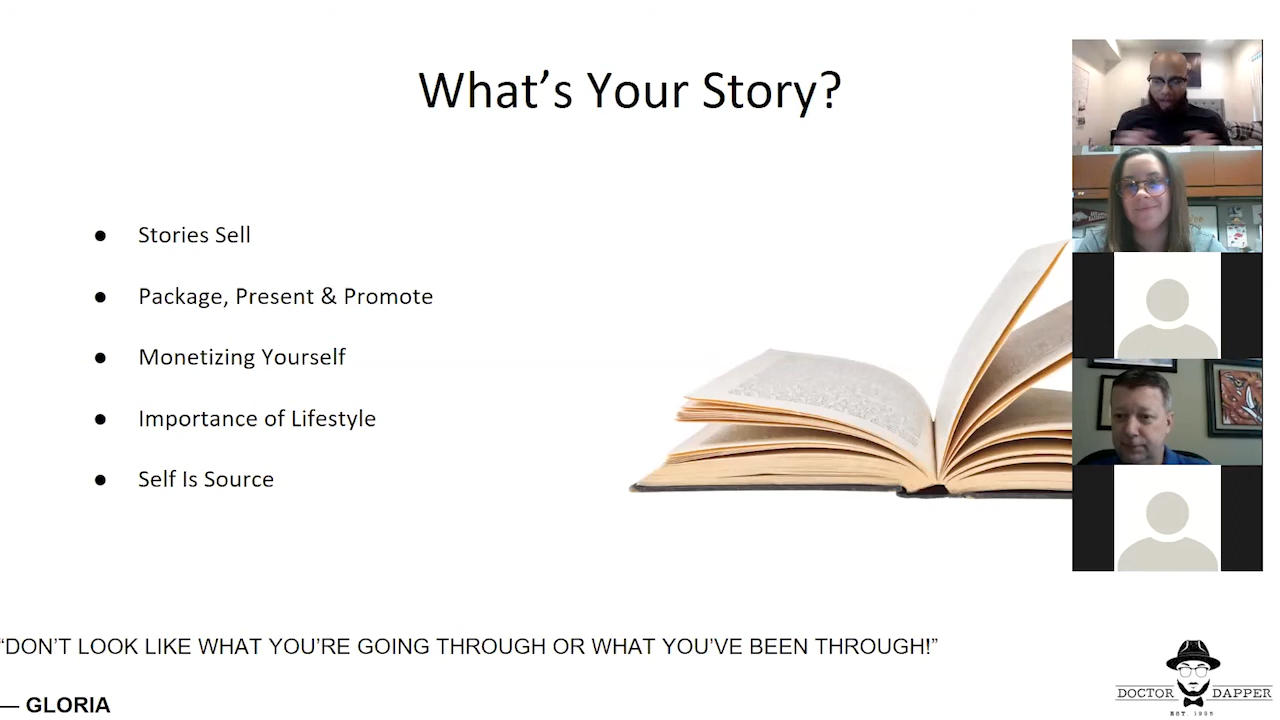 What's Your Story?
● Stories Sell
● Package, Present & Promote
● Monetizing Yourself
● Importance of Lifestyle
● Self Is Source
“DON'T LOOK LIKE WHAT YOU'RE GOING THROUGH OR WHAT YOU'VE BEEN THROUGH!”
— GLORIA
DOCTOR DAPPER
EST. 1995